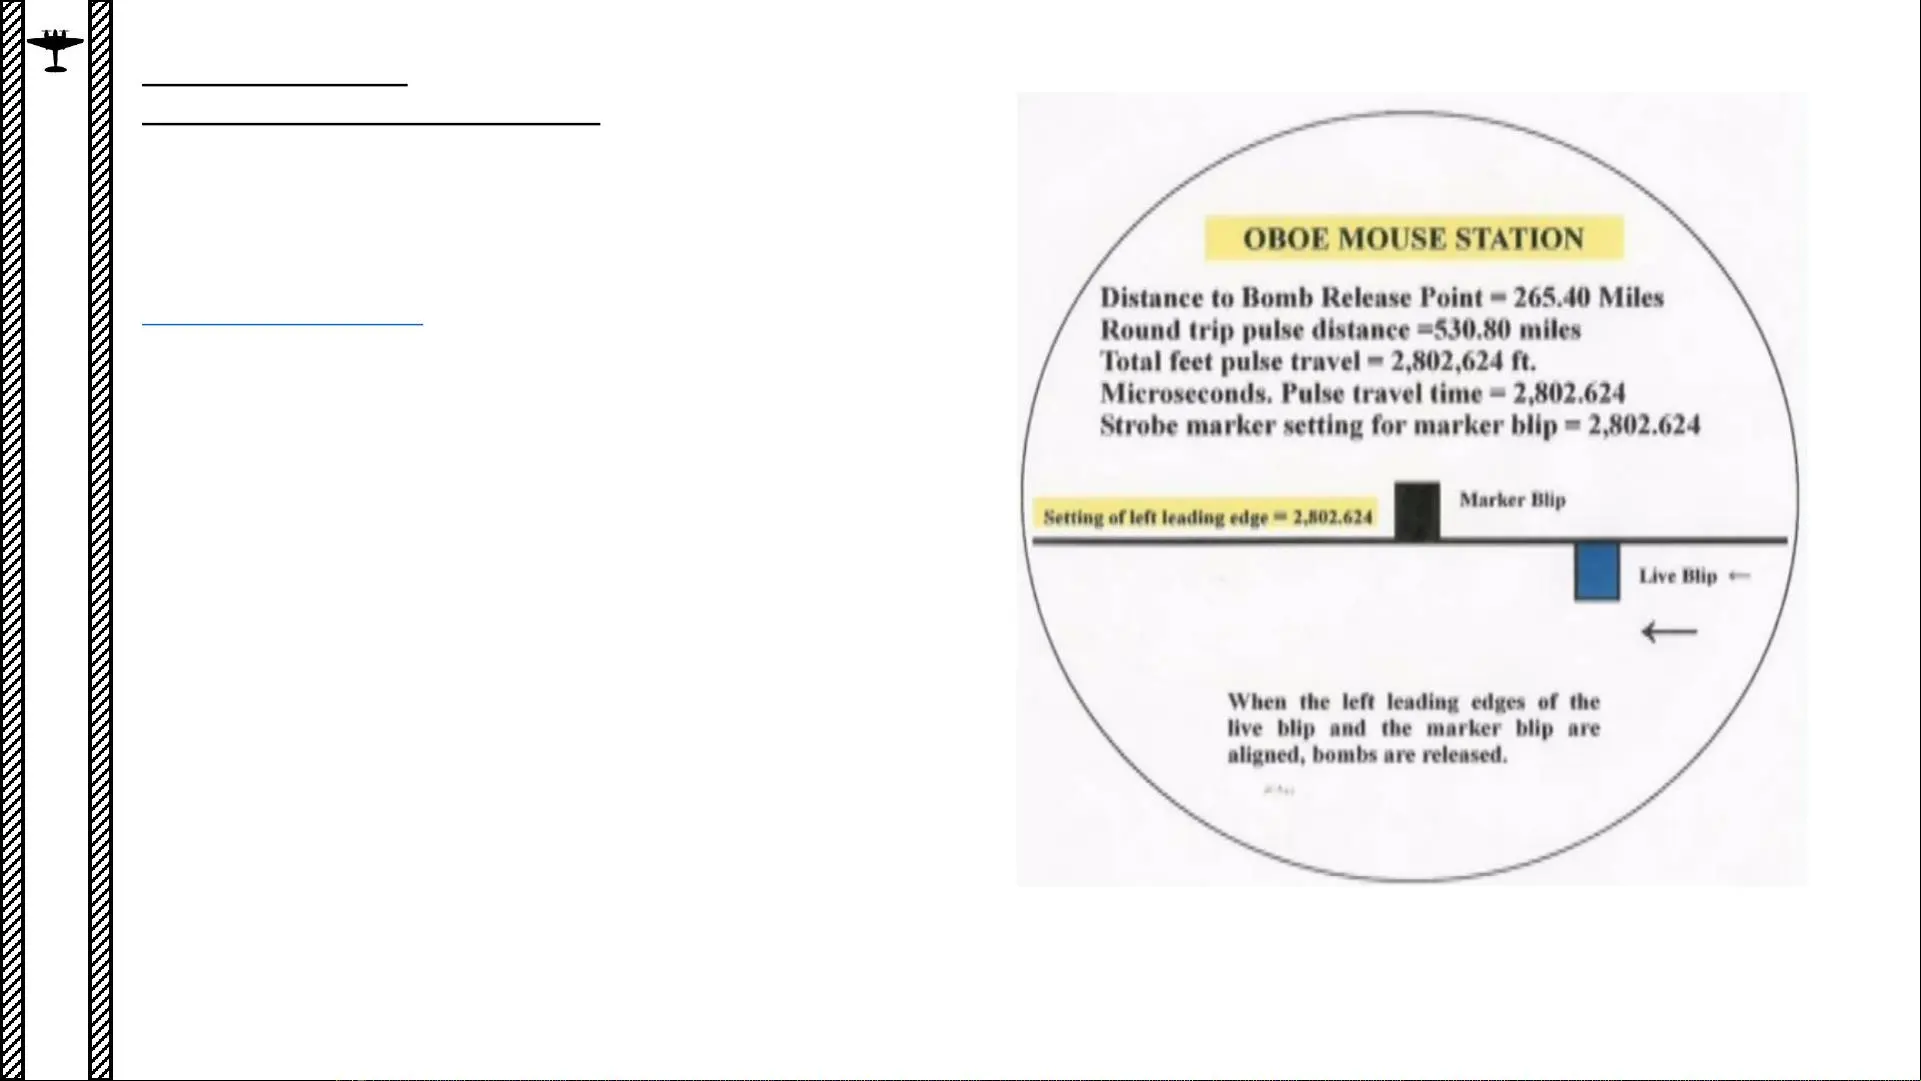 OBOE MOUSE STATION
Distance to Bomb Release Point = 265.40 Miles
Round trip pulse distance =530.80 miles
Total feet pulse travel = 2,802,624 ft.
Microseconds. Pulse travel time = 2,802.624
Strobe marker setting for marker blip = 2,802.624
Marker Blip
Setting of left leading edge = 2,802.624
Live Blip ←
←
When the left leading edges of the
live blip and the marker blip are
aligned, bombs are released.